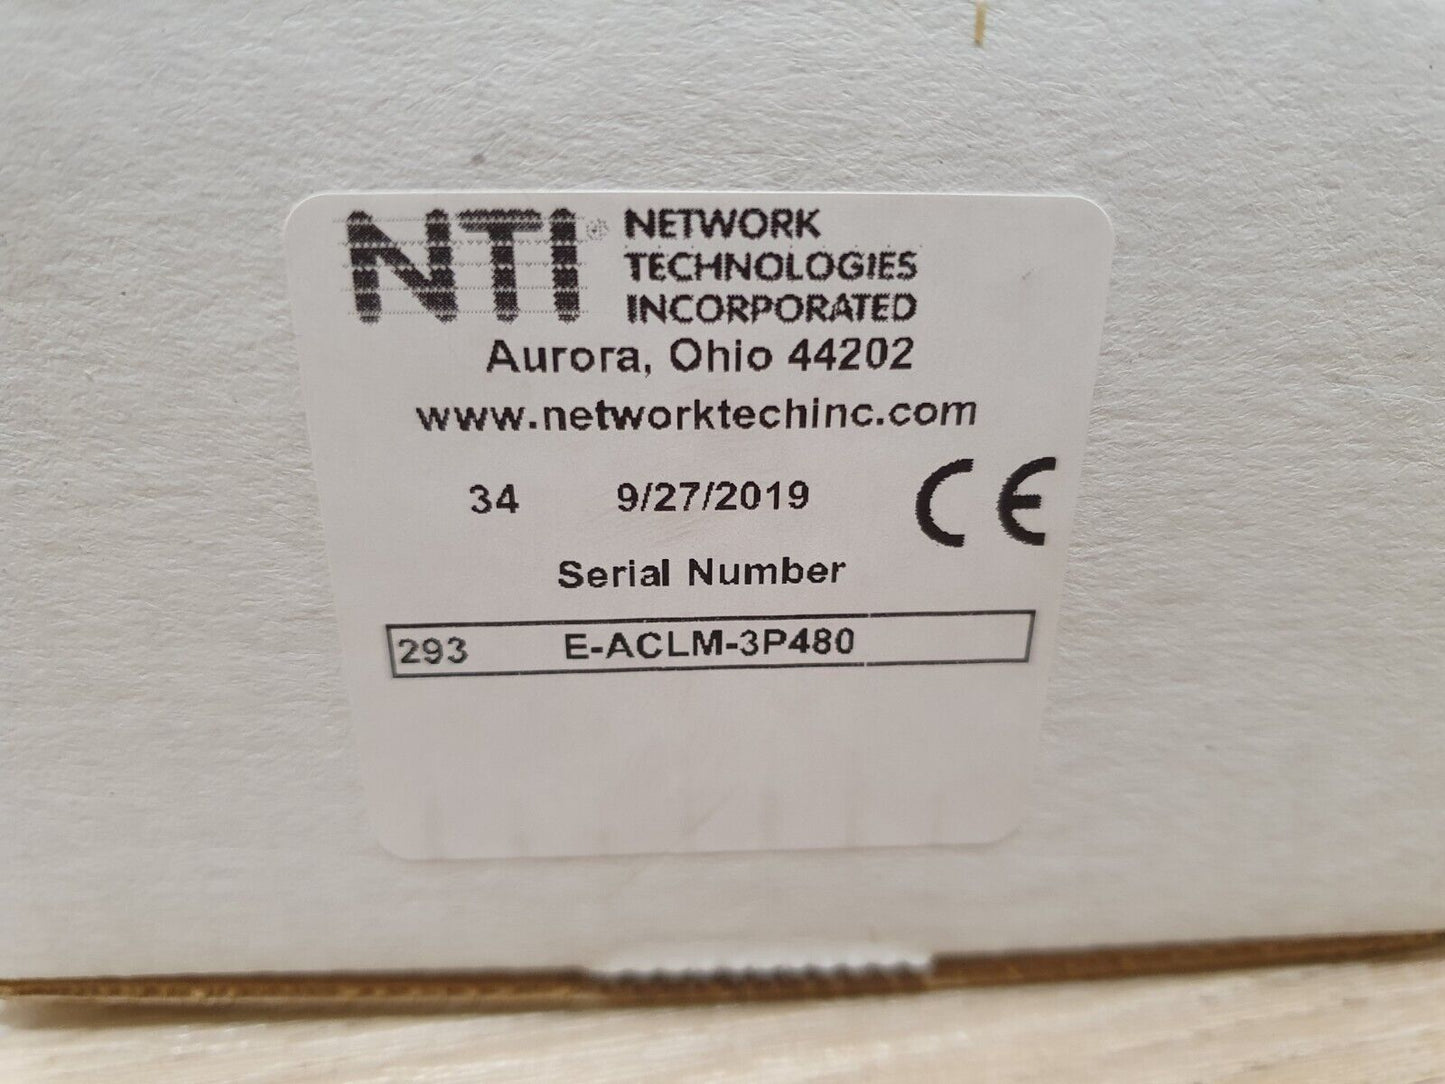 NTI® NETWORK
TECHNOLOGIES
INCORPORATED
Aurora, Ohio 44202
www.networktechinc.com
34 9/27/2019 CE
Serial Number
293 E-ACLM-3P480